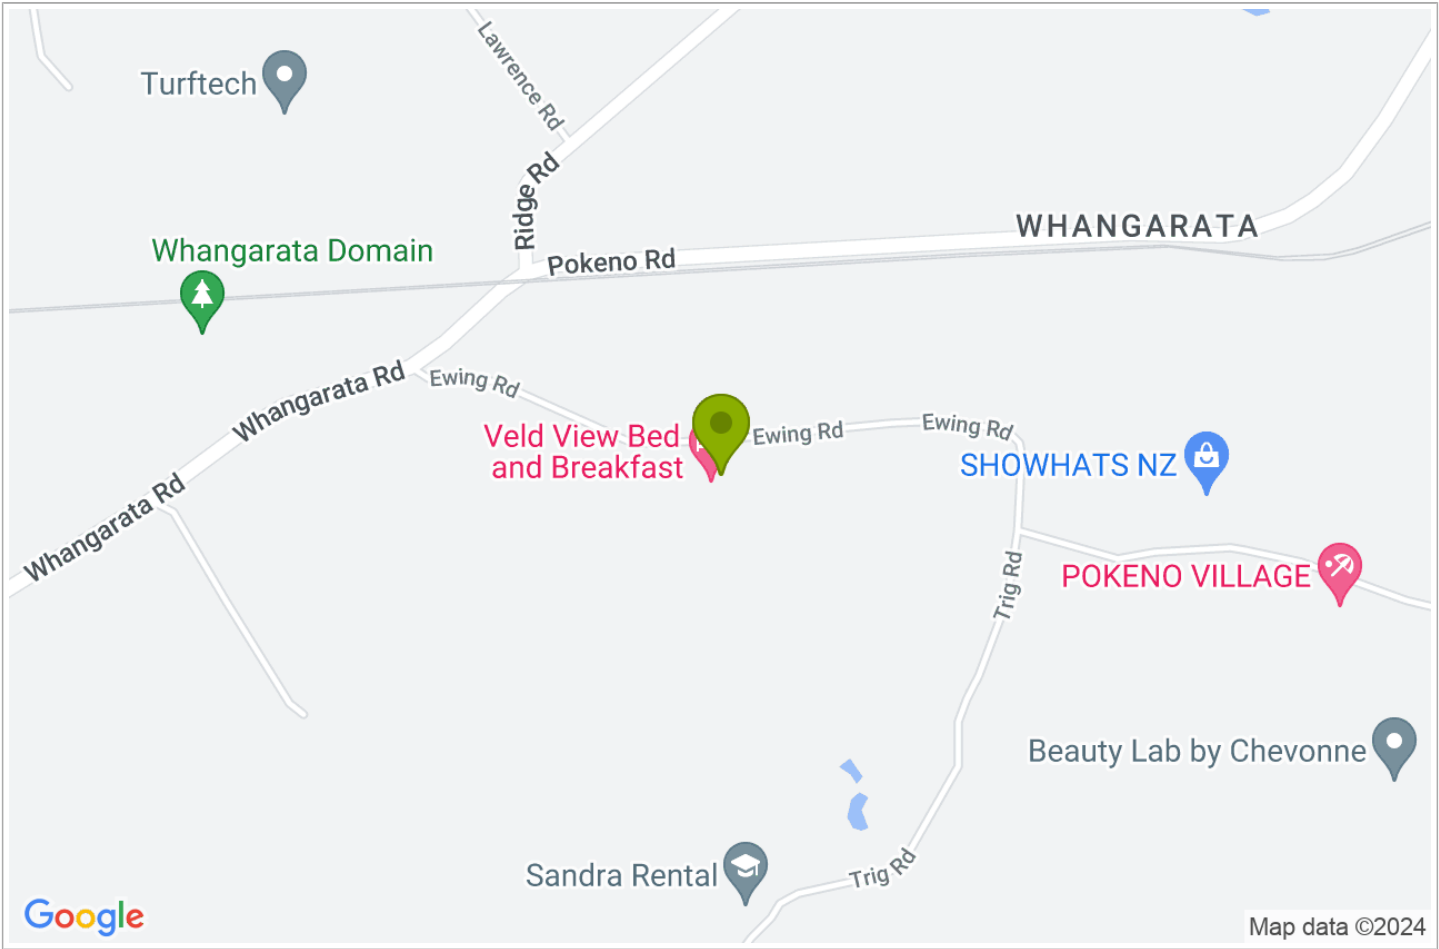 Lawrence Rd
Turftech
Ridge Rd
WHANGARATA
Whangarata Domain
Pokeno Rd
Whangarata Rd
Ewing Rd
Veld View Bed
and Breakfast
Ewing Rd
Ewing Rd
SHOWHATS NZ
Whangarata Rd
Trig Rd
POKENO VILLAGE
Beauty Lab by Chevonne
Sandra Rental
Trig Rd
Google
Map data ©2024